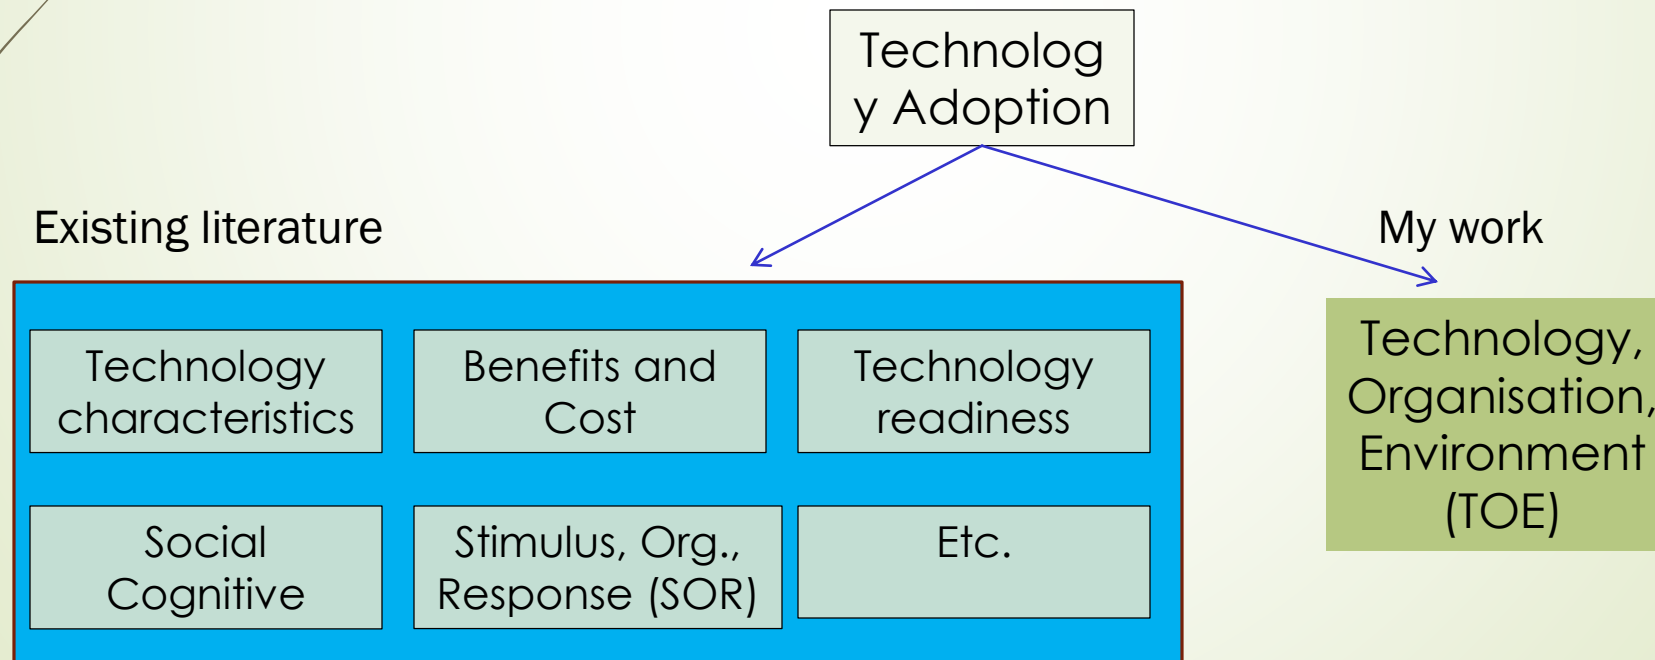 Technolog
y Adoption
Existing literature
My work
Technology
characteristics
Benefits and
Cost
Technology
readiness
Technology,
Organisation,
Environment
(TOE)
Social
Cognitive
Stimulus, Org.,
Response (SOR)
Etc.